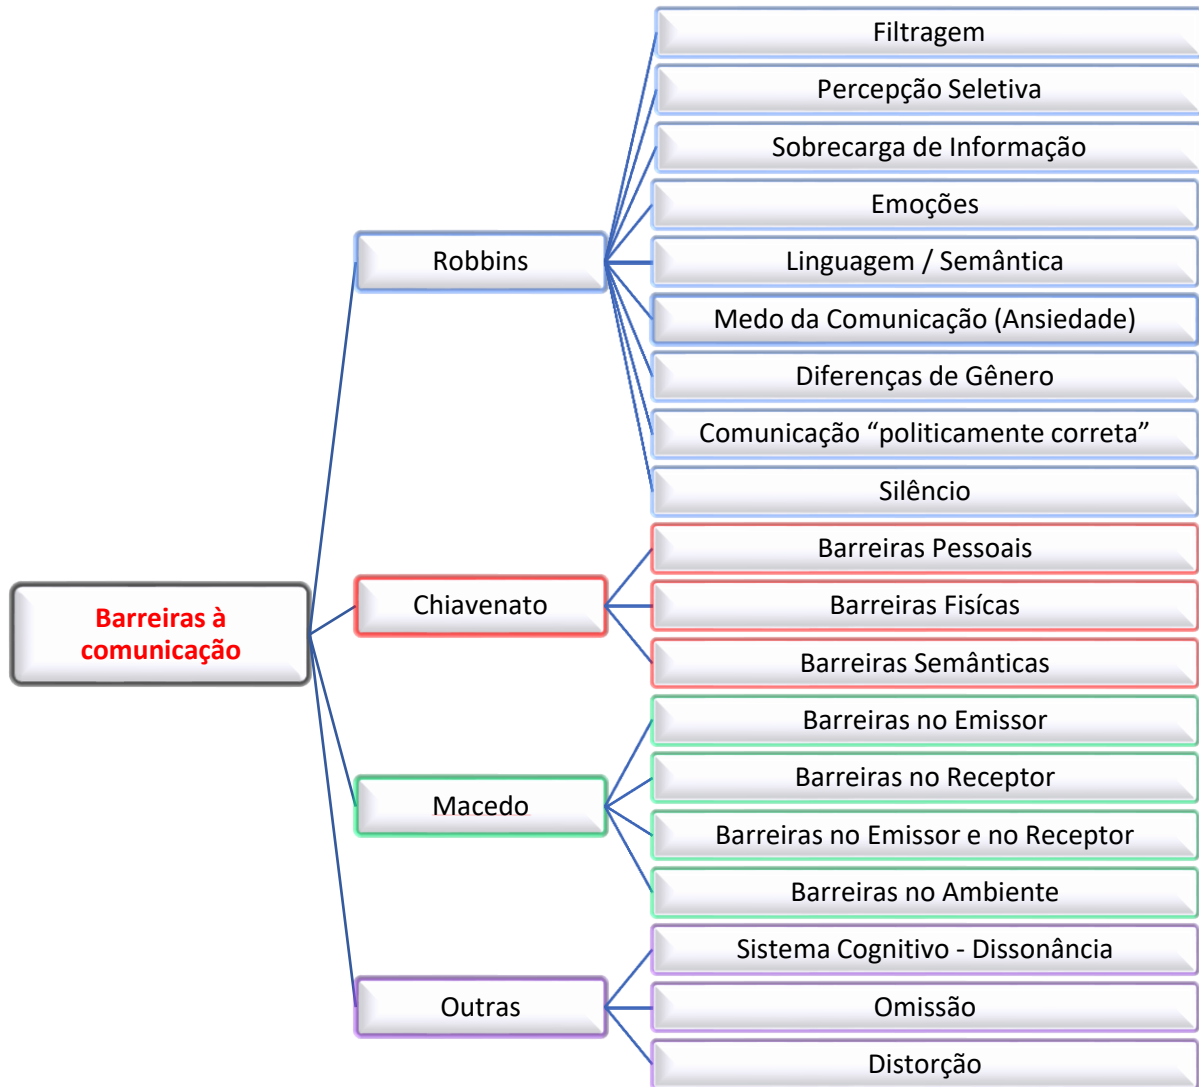 Barreiras à
comunicação
Robbins
Filtragem
Percepção Seletiva
Sobrecarga de Informação
Emoções
Linguagem / Semântica
Medo da Comunicação (Ansiedade)
Diferenças de Gênero
Comunicação “politicamente correta”
Silêncio
Chiavenato
Barreiras Pessoais
Barreiras Fisícas
Barreiras Semânticas
Macedo
Barreiras no Emissor
Barreiras no Receptor
Barreiras no Emissor e no Receptor
Barreiras no Ambiente
Outras
Sistema Cognitivo - Dissonância
Omissão
Distorção